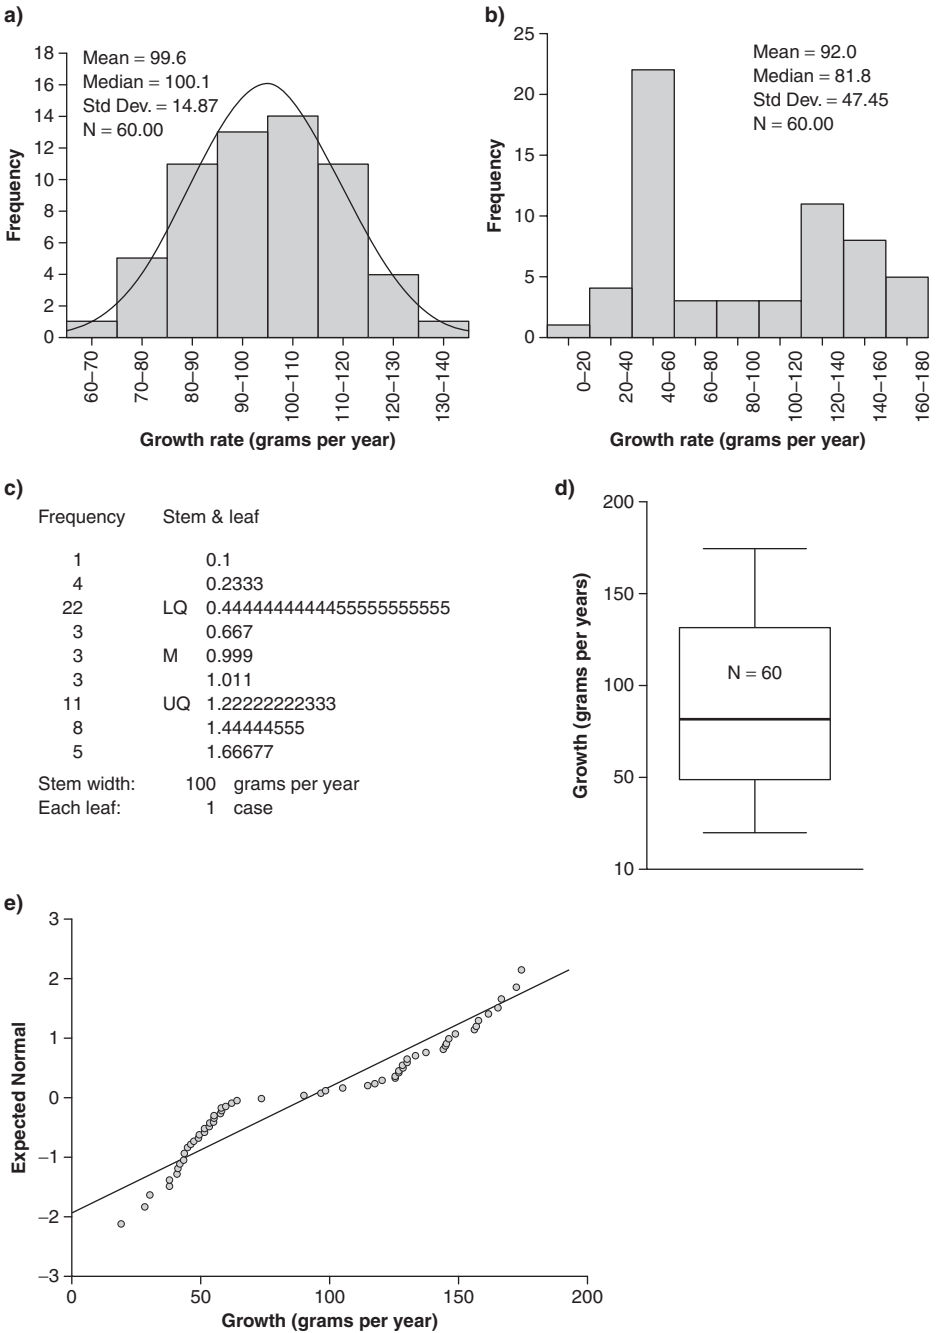 a)
Mean = 99.6
Median = 100.1
Std Dev. = 14.87
N = 60.00
Frequency
18
16
14
12
10
8
6
4
2
0
60–70
70–80
80–90
90–100
100–110
110–120
120–130
130–140
Growth rate (grams per year)
b)
Mean = 92.0
Median = 81.8
Std Dev. = 47.45
N = 60.00
Frequency
25
20
15
10
5
0
0–20
20–40
40–60
60–80
80–100
100–120
120–140
140–160
160–180
Growth rate (grams per year)
c)
Frequency Stem & leaf
1 0.1
4 0.2333
22 LQ 0.4444444444455555555555
3 0.667
3 M 0.999
3 1.011
11 UQ 1.22222222333
8 1.44444555
5 1.66677
Stem width: 100 grams per year
Each leaf: 1 case
d)
Growth (grams per years)
200
150
100
50
10
N = 60
e)
Expected Normal
3
2
1
0
–1
–2
–3
0 50 100 150 200
Growth (grams per year)